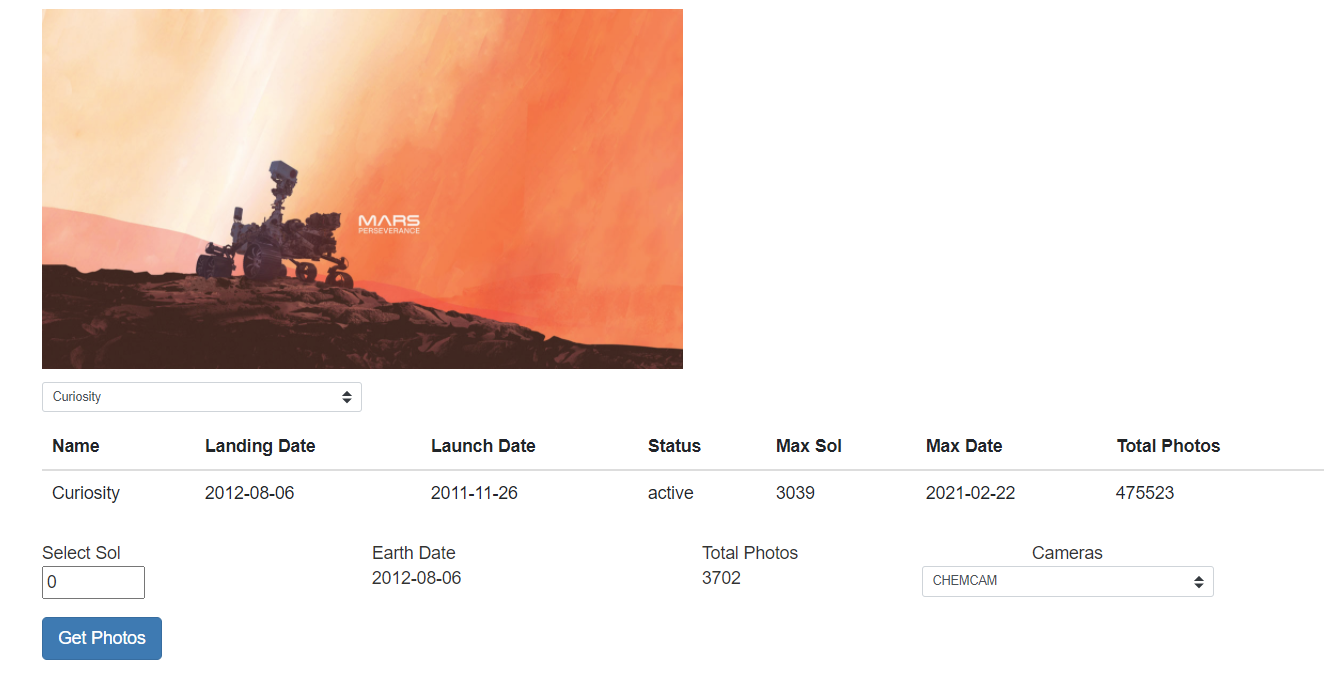 MARS
PERSEVERANCE
Curiosity
Name Landing Date Launch Date Status Max Sol Max Date Total Photos
Curiosity 2012-08-06 2011-11-26 active 3039 2021-02-22 475523
Select Sol Earth Date Total Photos Cameras
0 2012-08-06 3702 CHEMCAM
Get Photos